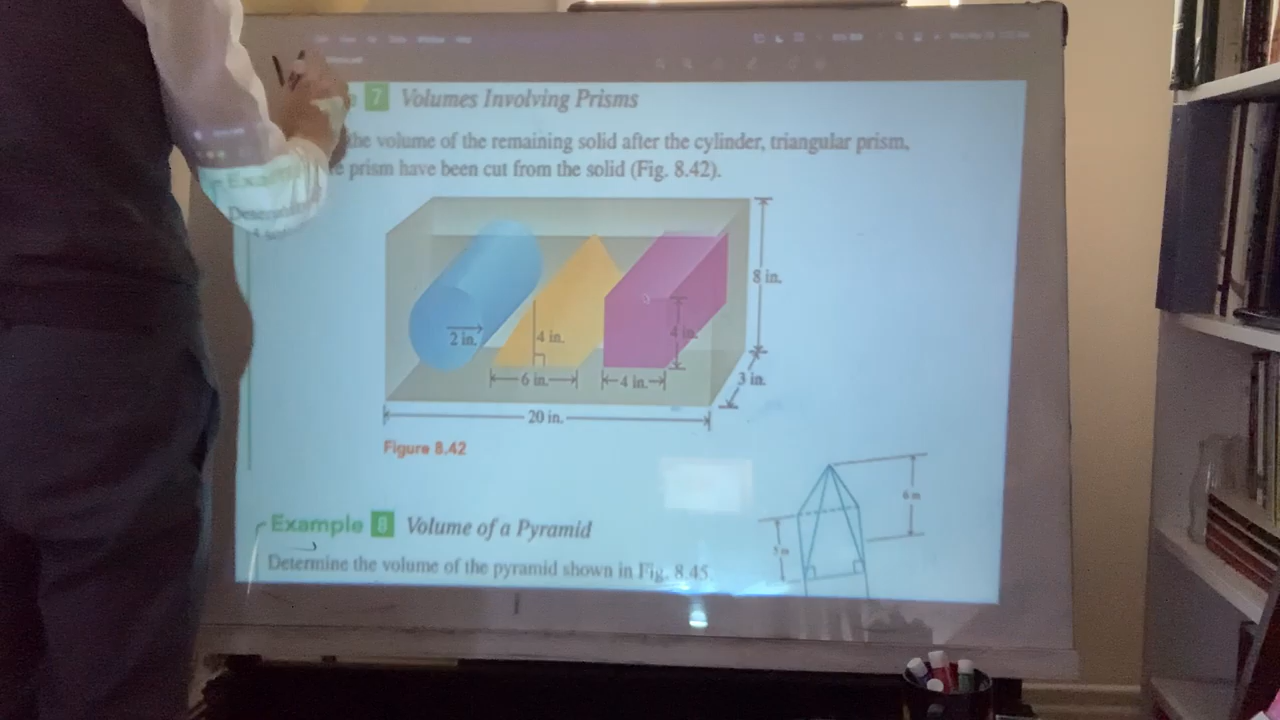 7 Volumes Involving Prisms
the volume of the remaining solid after the cylinder, triangular prism,
prism have been cut from the solid (Fig. 8.42).
8 in.
2 in.
4 in.
4 in.
6 in.
4 in.
3 in.
20 in.
Figure 8.42
6 m
Example 8 Volume of a Pyramid
Determine the volume of the pyramid shown in Fig. 8.45.